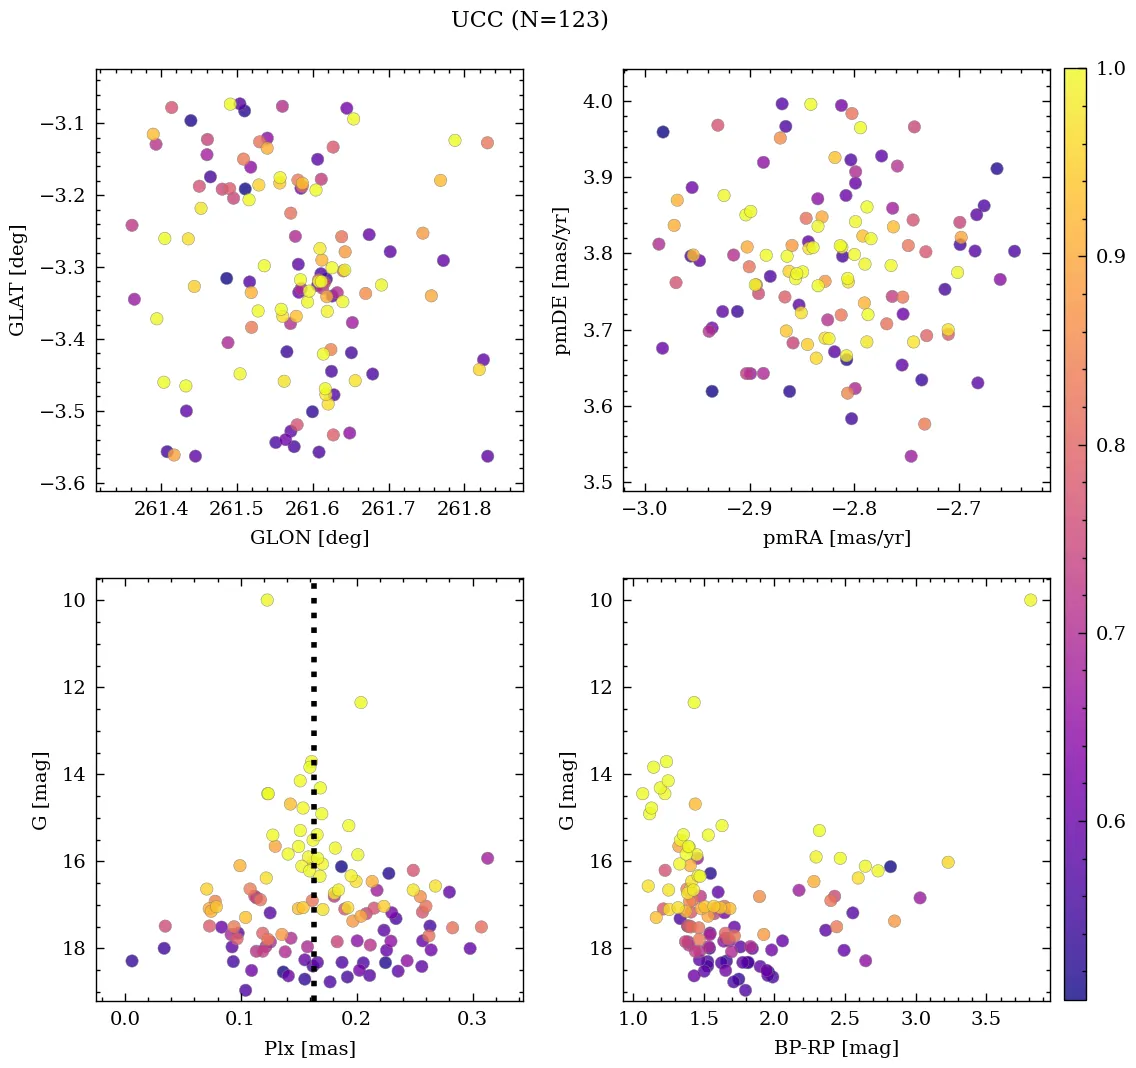 UCC (N=123)
−3.1
−3.2
−3.3
−3.4
−3.5
−3.6
GLAT [deg]
261.4 261.5 261.6 261.7 261.8
GLON [deg]
4.0
3.9
3.8
3.7
3.6
3.5
pmDE [mas/yr]
−3.0 −2.9 −2.8 −2.7
pmRA [mas/yr]
10
12
14
16
18
G [mag]
0.0 0.1 0.2 0.3
Plx [mas]
10
12
14
16
18
G [mag]
1.0 1.5 2.0 2.5 3.0 3.5
BP-RP [mag]
1.0
0.9
0.8
0.7
0.6